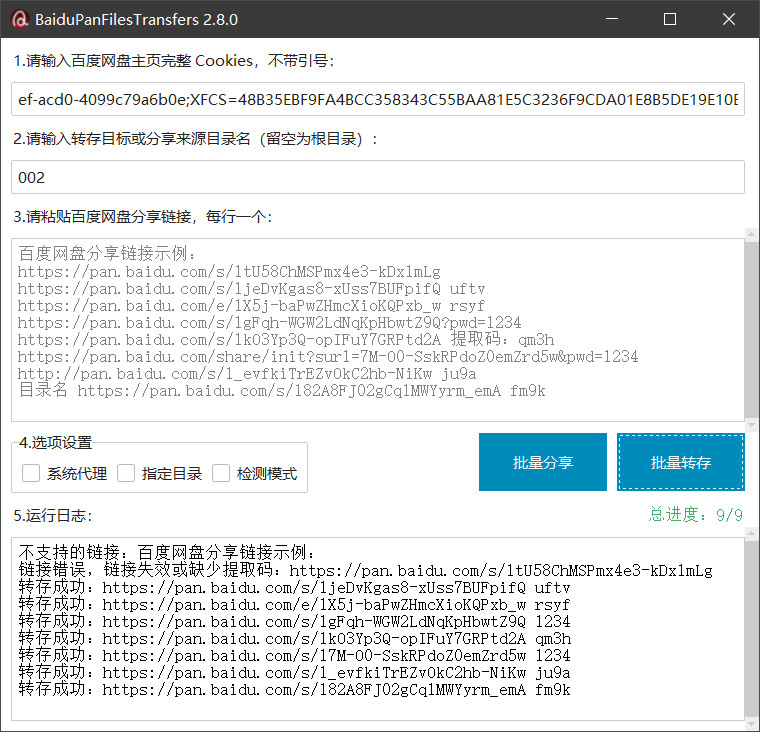 BaiduPanFilesTransfers 2.8.0
1.请输入百度网盘主页完整 Cookies，不带引号：
ef-acd0-4099c79a6b0e;XFCS=48B35EBF9FA4BCC358343C55BAA81E5C3236F9CDA01E8B5DE19E10E
2.请输入转存目标或分享来源目录名（留空为根目录）：
002
3.请粘贴百度网盘分享链接，每行一个：
百度网盘分享链接示例：
https://pan.baidu.com/s/1tU58ChMSPmx4e3-kDx1mLg
https://pan.baidu.com/s/1jeDvKgas8-xUss7BUFpifQ uftv
https://pan.baidu.com/e/1X5j-baPwZHmcXioKQPxb_w rsyf
https://pan.baidu.com/s/1gFqh-WGW2LdNqKpHbwtZ9Q?pwd=1234
https://pan.baidu.com/s/1kO3Yp3Q-opIFuY7GRPtd2A 提取码：qm3h
https://pan.baidu.com/share/init?surl=7M-O0-SskRPdoZ0emZrd5w&pwd=1234
http://pan.baidu.com/s/1_evfkiTrEZvOkC2hb-NiKw ju9a
目录名 https://pan.baidu.com/s/182A8FJ02gCq1MWYyrm_emA fm9k
4.选项设置
系统代理 指定目录 检测模式
批量分享 批量转存
5.运行日志：
总进度：9/9
不支持的链接：百度网盘分享链接示例：
链接错误，链接失效或缺少提取码：https://pan.baidu.com/s/1tU58ChMSPmx4e3-kDx1mLg
转存成功：https://pan.baidu.com/s/1jeDvKgas8-xUss7BUFpifQ uftv
转存成功：https://pan.baidu.com/e/1X5j-baPwZHmcXioKQPxb_w rsyf
转存成功：https://pan.baidu.com/s/1gFqh-WGW2LdNqKpHbwtZ9Q 1234
转存成功：https://pan.baidu.com/s/1kO3Yp3Q-opIFuY7GRPtd2A qm3h
转存成功：https://pan.baidu.com/s/17M-O0-SskRPdoZ0emZrd5w 1234
转存成功：https://pan.baidu.com/s/1_evfkiTrEZvOkC2hb-NiKw ju9a
转存成功：https://pan.baidu.com/s/182A8FJ02gCq1MWYyrm_emA fm9k